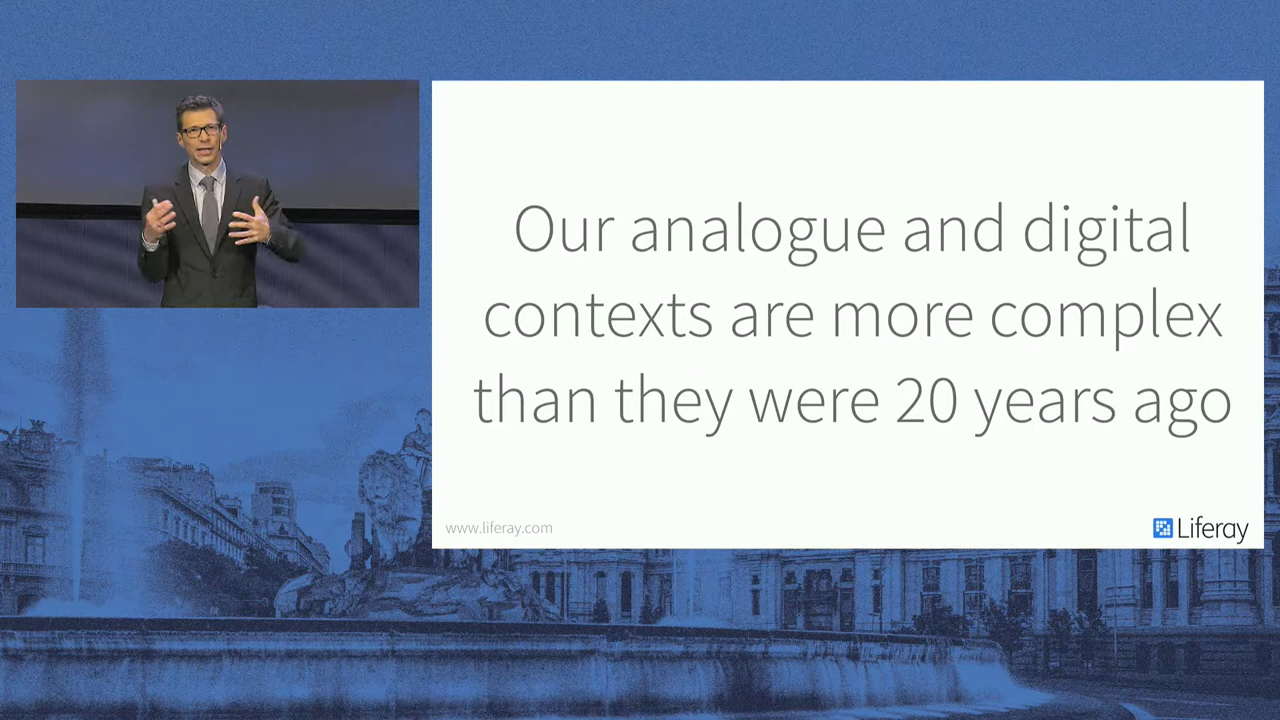 Our analogue and digital
contexts are more complex
than they were 20 years ago
www.liferay.com
Liferay